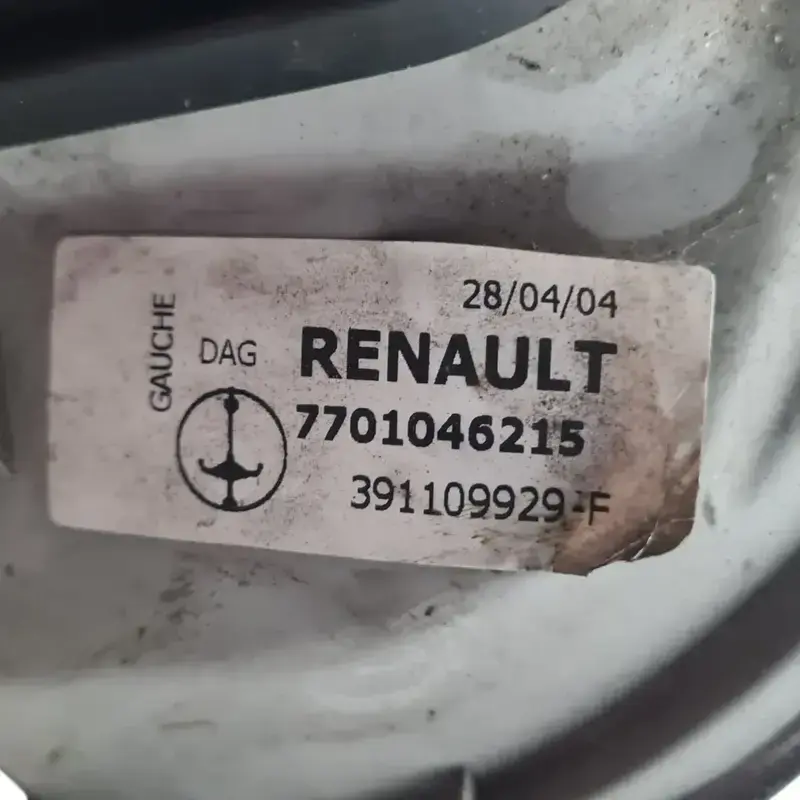 28/04/04
GAUCHE
DAG RENAULT
7701046215
391109929-F